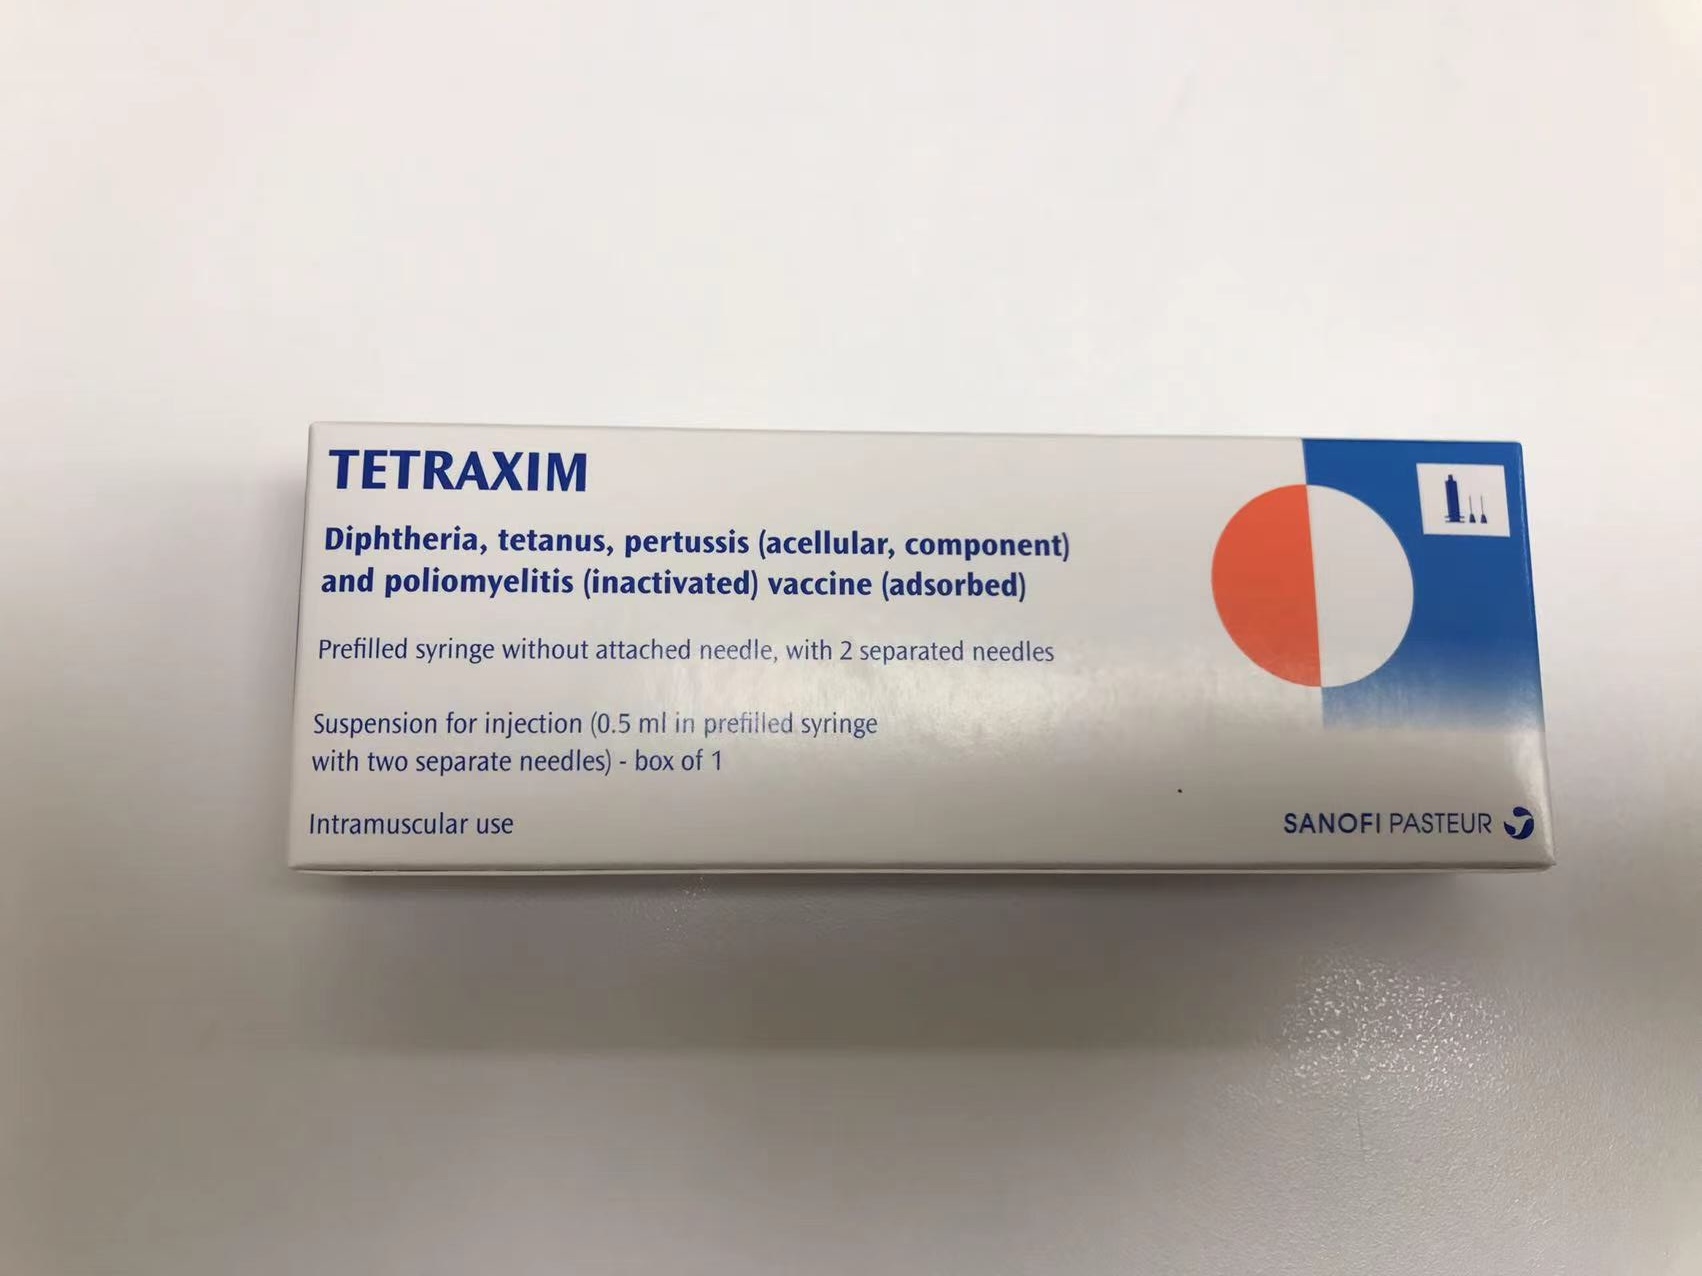 TETRAXIM
Diphtheria, tetanus, pertussis (acellular, component)
and poliomyelitis (inactivated) vaccine (adsorbed)
Prefilled syringe without attached needle, with 2 separated needles
Suspension for injection (0.5 ml in prefilled syringe
with two separate needles) - box of 1
Intramuscular use
SANOFI PASTEUR